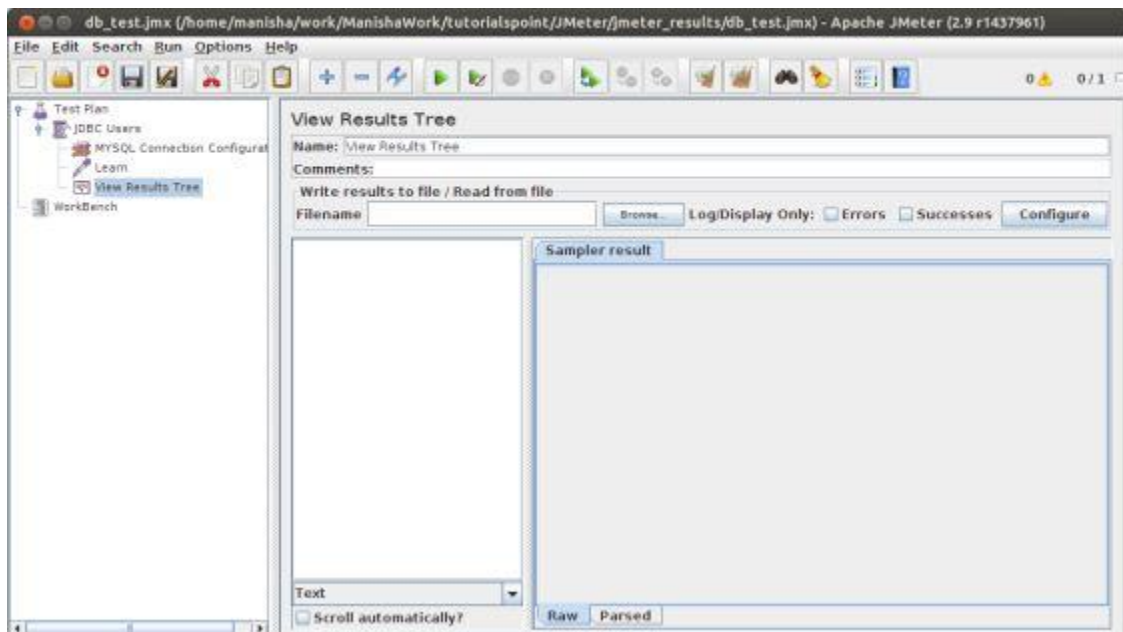 db_test.jmx (/home/manisha/work/ManishaWork/tutorialspoint/JMeter/jmeter_results/db_test.jmx) - Apache JMeter (2.9 r1437961)
File Edit Search Run Options Help
0 0/1
Test Plan
JDBC Users
MYSQL Connection Configurat
Learn
View Results Tree
WorkBench
View Results Tree
Name: View Results Tree
Comments:
Write results to file / Read from file
Filename Browse... Log/Display Only: Errors Successes Configure
Sampler result
Text
Scroll automatically?
Raw Parsed